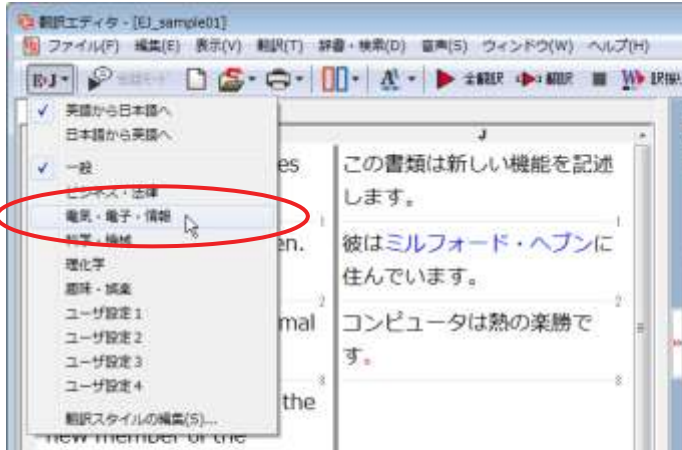 翻訳エディタ - [EJ_sample01]
ファイル(F) 編集(E) 表示(V) 翻訳(T) 辞書・検索(D) 音声(S) ウィンドウ(W) ヘルプ(H)
E›J 全翻訳 翻訳
英語から日本語へ
日本語から英語へ
一般
ビジネス・法律
電気・電子・情報
科学・機械
理化学
趣味・娯楽
ユーザ設定1
ユーザ設定2
ユーザ設定3
ユーザ設定4
翻訳スタイルの編集(S)...
es
en.
mal
the
new member of the
J
この書類は新しい機能を記述
します。
1
彼はミルフォード・ヘブンに
住んでいます。
2
コンピュータは熱の楽勝で
す。
3